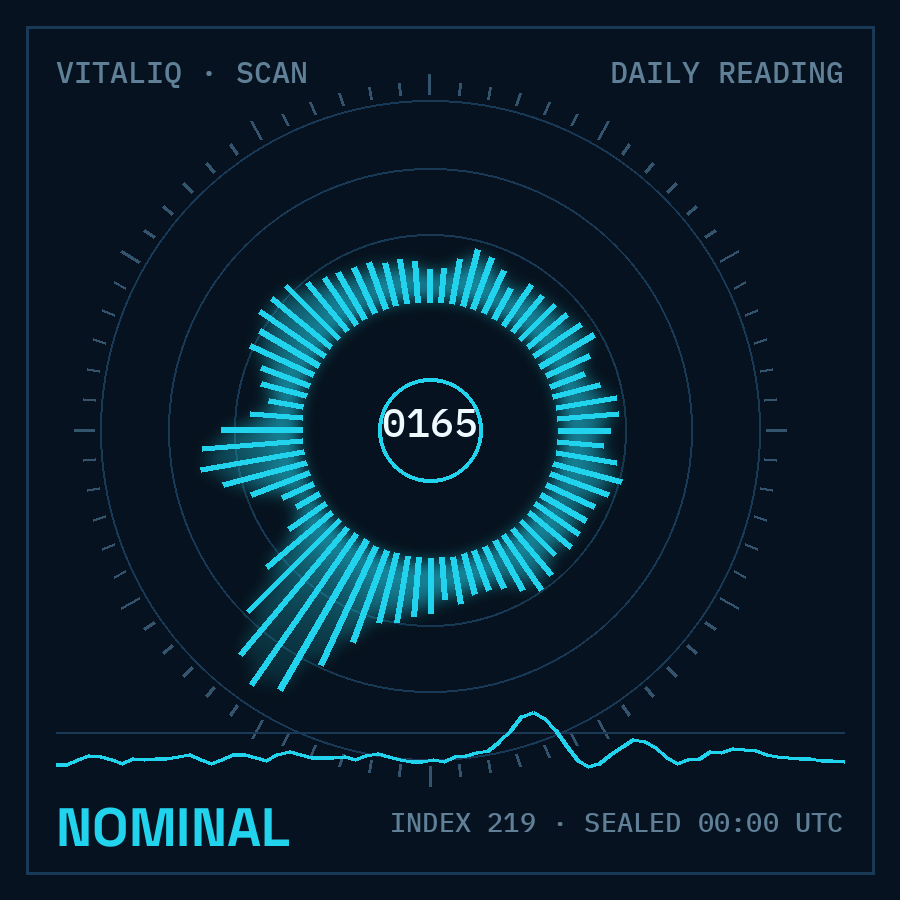 VITALIQ · SCAN
DAILY READING
0165
NOMINAL
INDEX 219 · SEALED 00:00 UTC